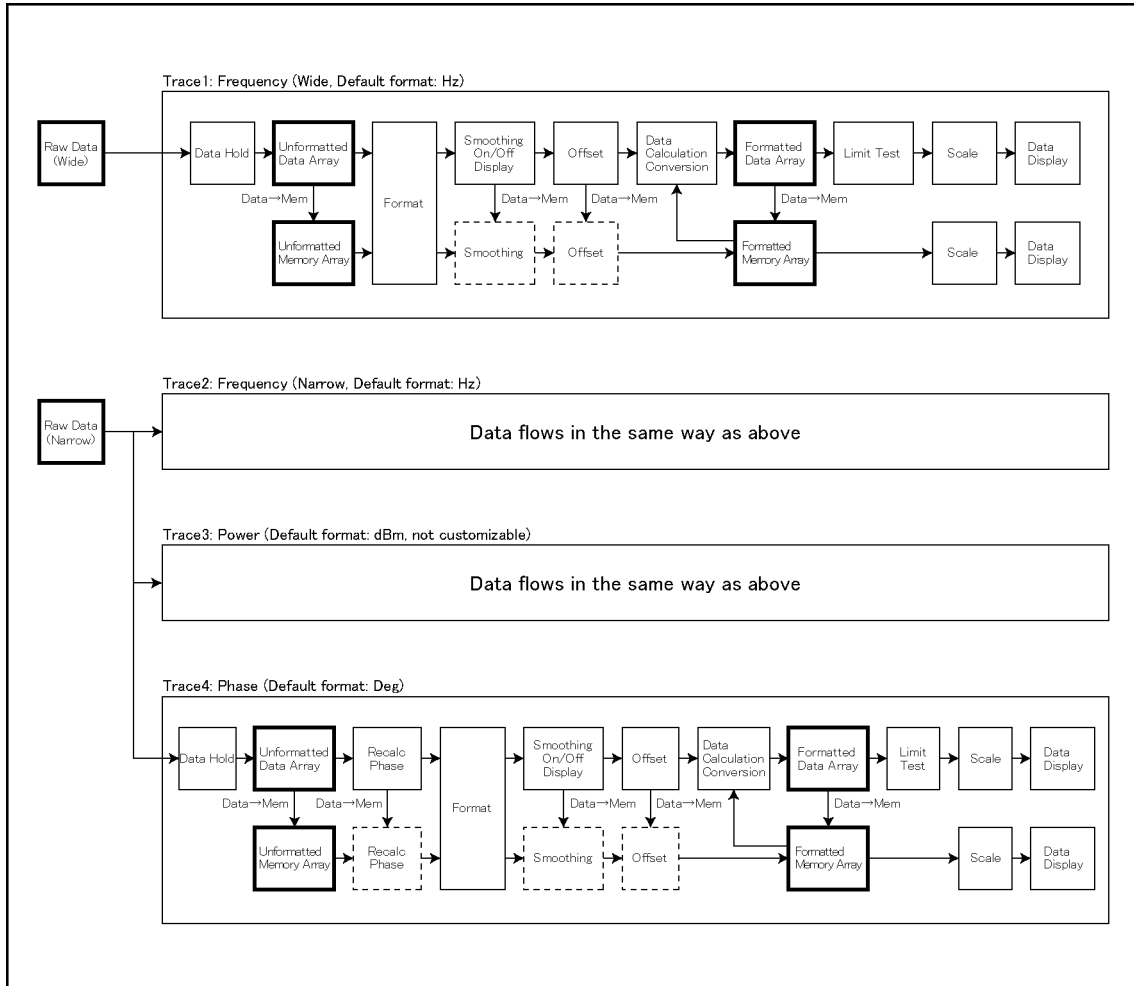 Trace1: Frequency (Wide, Default format: Hz)
Raw Data
(Wide)
Data Hold
Unformatted
Data Array
Format
Smoothing
On/Off
Display
Offset
Data
Calculation
Conversion
Formatted
Data Array
Limit Test
Scale
Data
Display
Data→Mem
Data→Mem
Data→Mem
Data→Mem
Unformatted
Memory Array
Smoothing
Offset
Formatted
Memory Array
Scale
Data
Display
Trace2: Frequency (Narrow, Default format: Hz)
Raw Data
(Narrow)
Data flows in the same way as above
Trace3: Power (Default format: dBm, not customizable)
Data flows in the same way as above
Trace4: Phase (Default format: Deg)
Data Hold
Unformatted
Data Array
Recalc
Phase
Format
Smoothing
On/Off
Display
Offset
Data
Calculation
Conversion
Formatted
Data Array
Limit
Test
Scale
Data
Display
Data→Mem
Data→Mem
Data→Mem
Data→Mem
Data→Mem
Unformatted
Memory Array
Recalc
Phase
Smoothing
Offset
Formatted
Memory Array
Scale
Data
Display